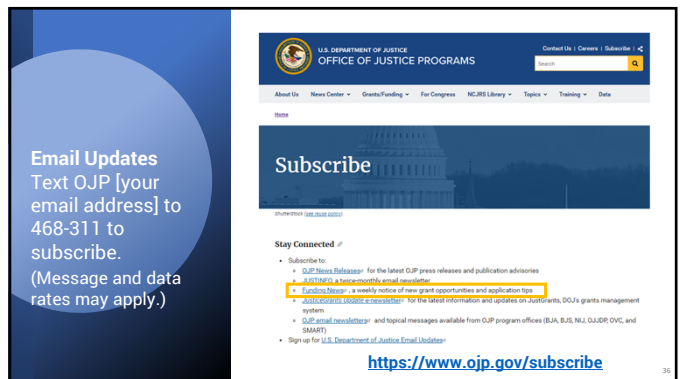 Email Updates
Text OJP [your
email address] to
468-311 to
subscribe.
(Message and data
rates may apply.)
U.S. DEPARTMENT OF JUSTICE
OFFICE OF JUSTICE PROGRAMS
Contact Us | Careers | Subscribe |
Search
About Us News Center Grants/Funding For Congress NCJRS Library Topics Training Data
Home
Subscribe
Shutterstock (see reuse policy).
Stay Connected
• Subscribe to:
OJP News Releases for the latest OJP press releases and publication advisories
JUSTINFO, a twice-monthly email newsletter
Funding News , a weekly notice of new grant opportunities and application tips
JusticeGrants update e-newsletter for the latest information and updates on JustGrants, DOJ's grants management
system
OJP email newsletters and topical messages available from OJP program offices (BJA, BJS, NIJ, OJJDP, OVC, and
SMART)
• Sign up for U.S. Department of Justice Email Updates
https://www.ojp.gov/subscribe
36